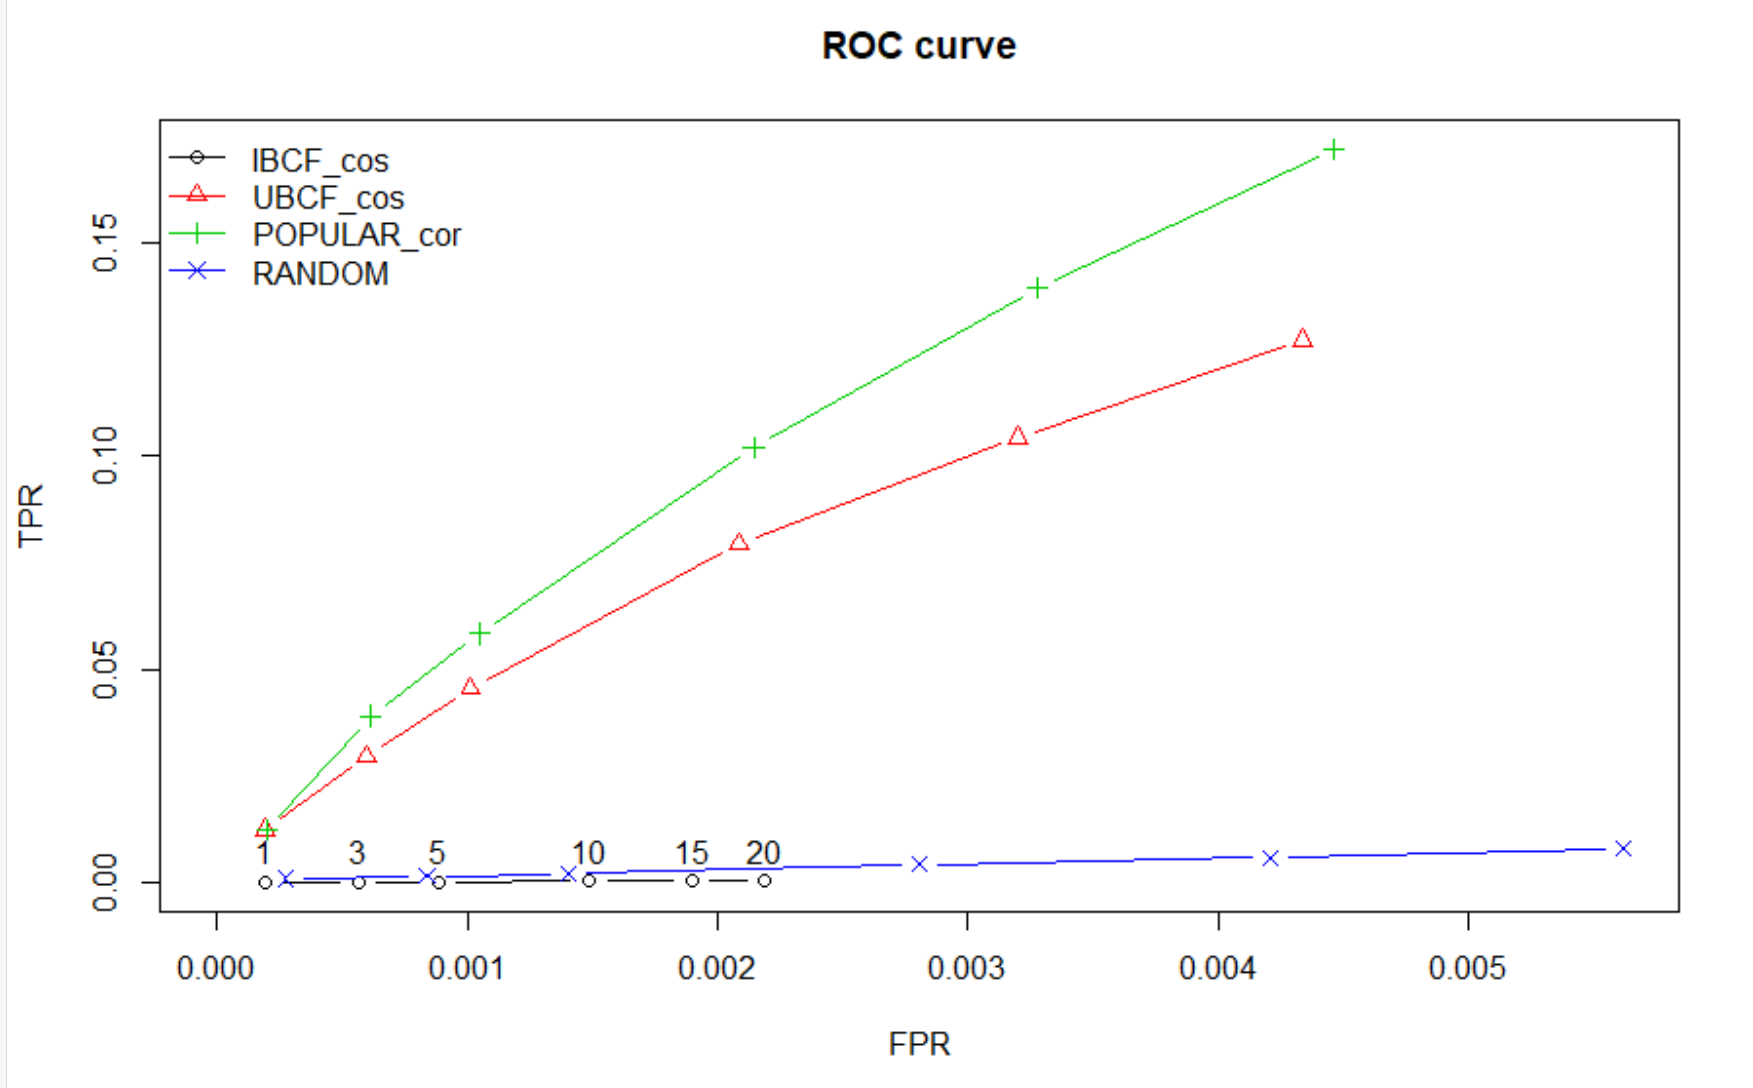 ROC curve
IBCF_cos
UBCF_cos
POPULAR_cor
RANDOM
TPR
0.15
0.10
0.05
0.00
1 3 5 10 15 20
0.000 0.001 0.002 0.003 0.004 0.005
FPR